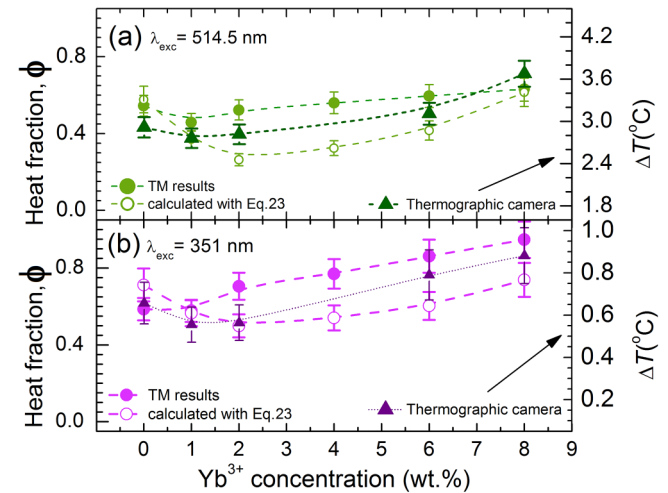 (a) λexc = 514.5 nm
Heat fraction, ϕ
0.8
0.4
0.0
4.2
3.6
3.0
2.4
1.8
ΔT(°C)
TM results
calculated with Eq.23
Thermographic camera
(b) λexc = 351 nm
Heat fraction, ϕ
0.8
0.4
0.0
1.0
0.8
0.6
0.4
0.2
ΔT(°C)
TM results
calculated with Eq.23
Thermographic camera
0 1 2 3 4 5 6 7 8 9
Yb³⁺ concentration (wt.%)